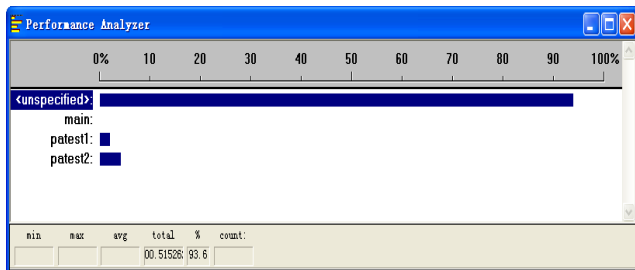 Performance Analyzer
0% 10 20 30 40 50 60 70 80 90 100%
<unspecified>:
main:
patest1:
patest2:
min max avg total % count:
00.51526: 93.6